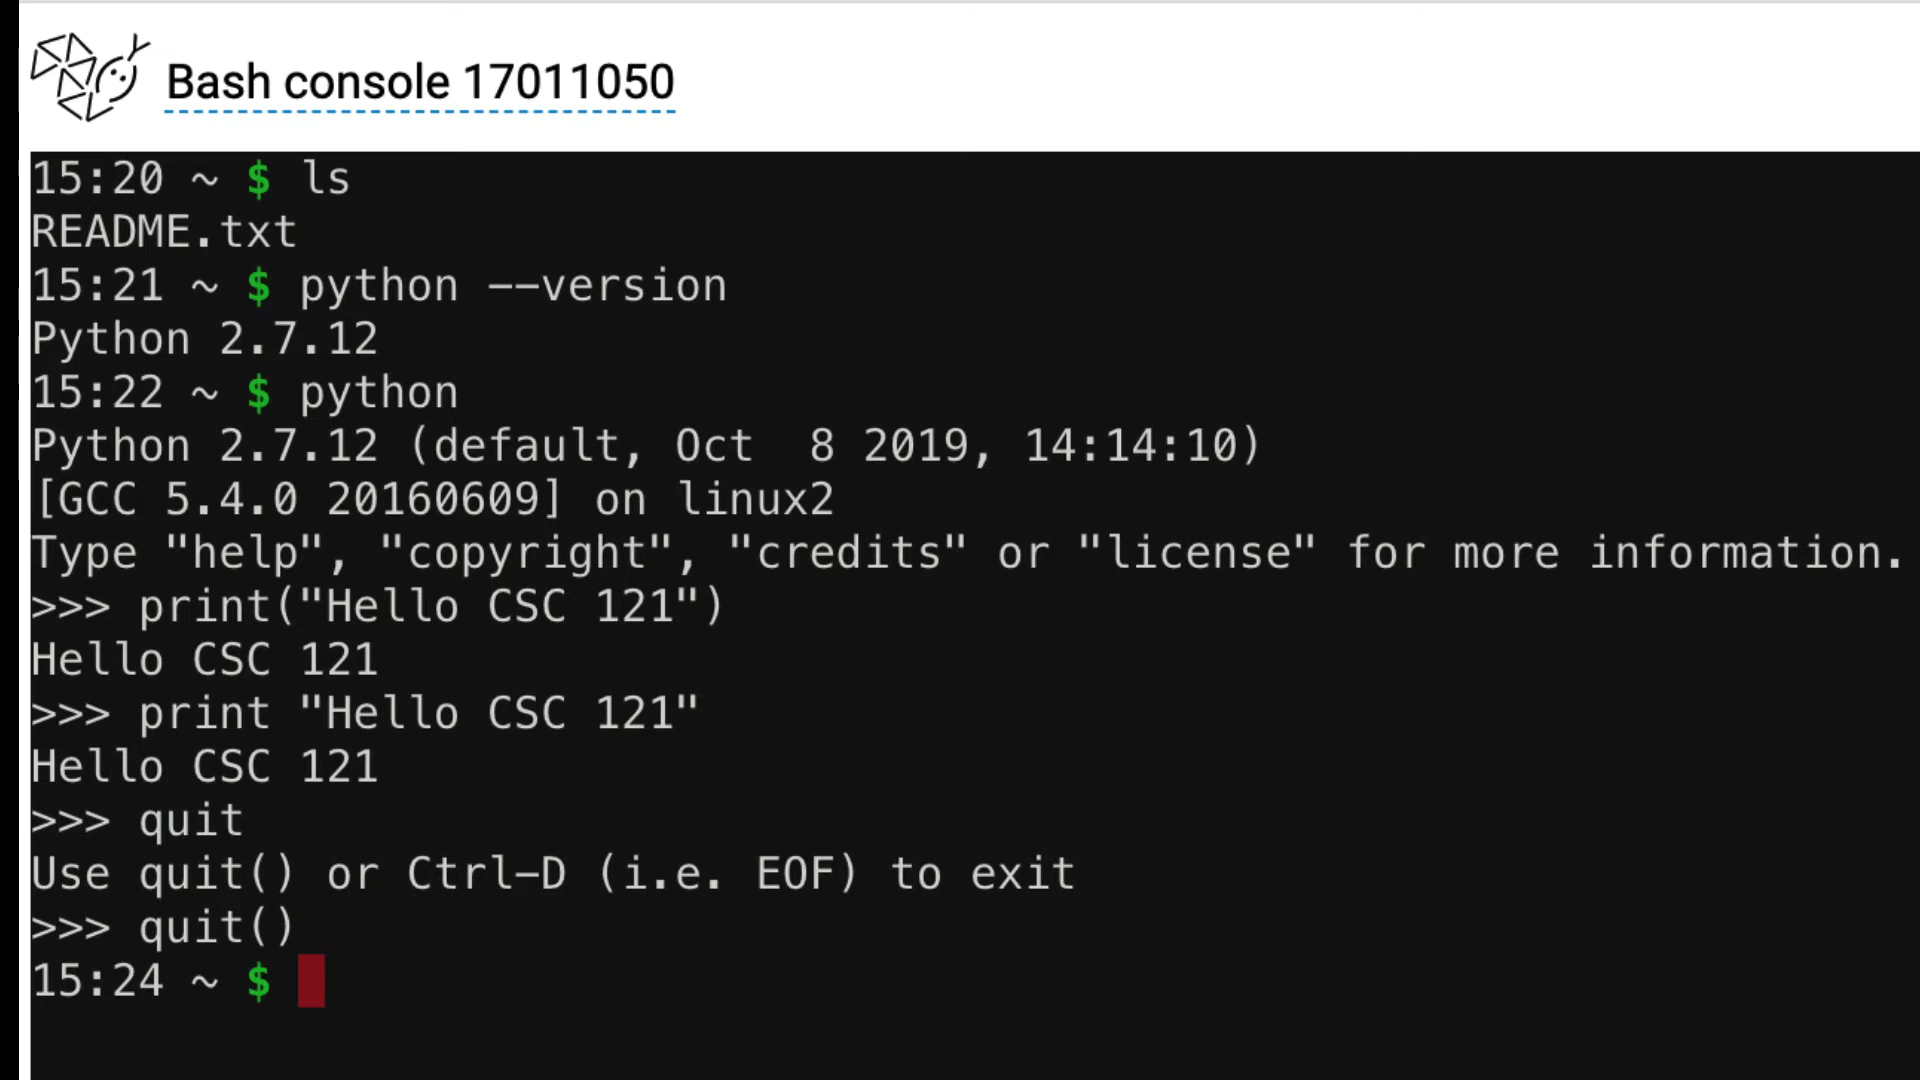 Bash console 17011050
15:20 ~ $ ls
README.txt
15:21 ~ $ python --version
Python 2.7.12
15:22 ~ $ python
Python 2.7.12 (default, Oct  8 2019, 14:14:10)
[GCC 5.4.0 20160609] on linux2
Type "help", "copyright", "credits" or "license" for more information.
>>> print("Hello CSC 121")
Hello CSC 121
>>> print "Hello CSC 121"
Hello CSC 121
>>> quit
Use quit() or Ctrl-D (i.e. EOF) to exit
>>> quit()
15:24 ~ $